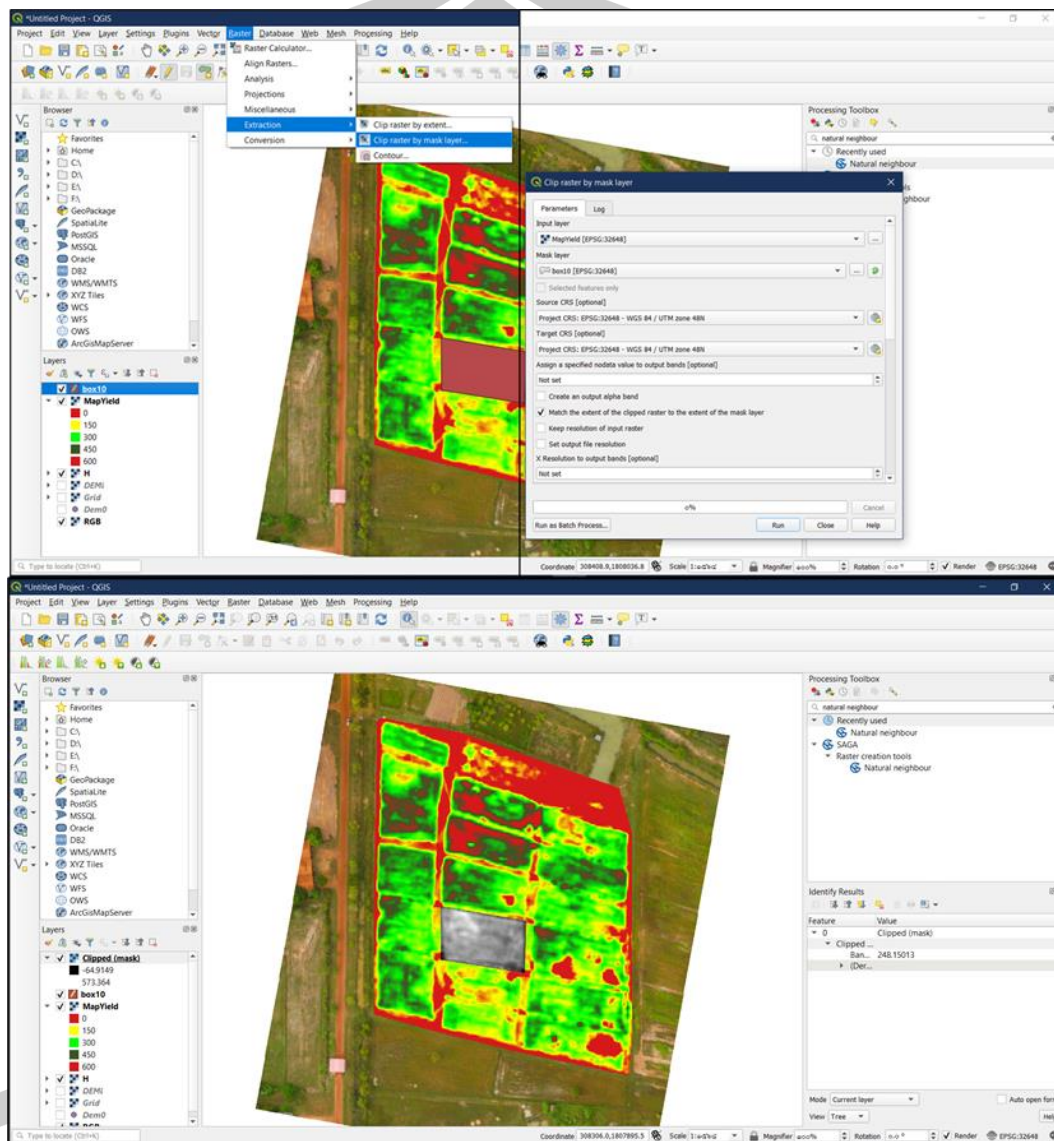 *Untitled Project - QGIS
Project Edit View Layer Settings Plugins Vector Raster Database Web Mesh Processing Help
Raster Calculator...
Align Rasters...
Analysis
Projections
Miscellaneous
Extraction
Conversion
Clip raster by extent...
Clip raster by mask layer...
Contour...
Browser
Favorites
Home
C:\
D:\
E:\
F:\
GeoPackage
SpatiaLite
PostGIS
MSSQL
Oracle
DB2
WMS/WMTS
XYZ Tiles
WCS
WFS
OWS
ArcGisMapServer
Layers
box10
MapYield
0
150
300
450
600
H
DEMi
Grid
Dem0
RGB
Type to locate (Ctrl+K)
Processing Toolbox
natural neighbour
Recently used
Natural neighbour
Clip raster by mask layer
Parameters Log
Input layer
MapYield [EPSG:32648]
Mask layer
box10 [EPSG:32648]
Selected features only
Source CRS [optional]
Project CRS: EPSG:32648 - WGS 84 / UTM zone 48N
Target CRS [optional]
Project CRS: EPSG:32648 - WGS 84 / UTM zone 48N
Assign a specified nodata value to output bands [optional]
Not set
Create an output alpha band
Match the extent of the clipped raster to the extent of the mask layer
Keep resolution of input raster
Set output file resolution
X Resolution to output bands [optional]
Not set
Cancel
Run as Batch Process... Run Close Help
Coordinate 308408.0,1808036.8 Scale Magnifier Rotation Render EPSG:32648
*Untitled Project - QGIS
Project Edit View Layer Settings Plugins Vector Raster Database Web Mesh Processing Help
Browser
Favorites
Home
C:\
D:\
E:\
F:\
GeoPackage
SpatiaLite
PostGIS
MSSQL
Oracle
DB2
WMS/WMTS
XYZ Tiles
WCS
WFS
OWS
ArcGisMapServer
Layers
Clipped (mask)
-64.9149
573.364
box10
MapYield
0
150
300
450
600
H
DEMi
Grid
Dem0
Type to locate (Ctrl+K)
Processing Toolbox
natural neighbour
Recently used
Natural neighbour
SAGA
Raster creation tools
Natural neighbour
Identify Results
Feature Value
0 Clipped (mask)
Clipped ...
Ban... 248.15013
(Der...
Mode Current layer Auto open form
View Tree Help
Coordinate 308306.0,1807895.5 Scale Magnifier Rotation Render EPSG:32648